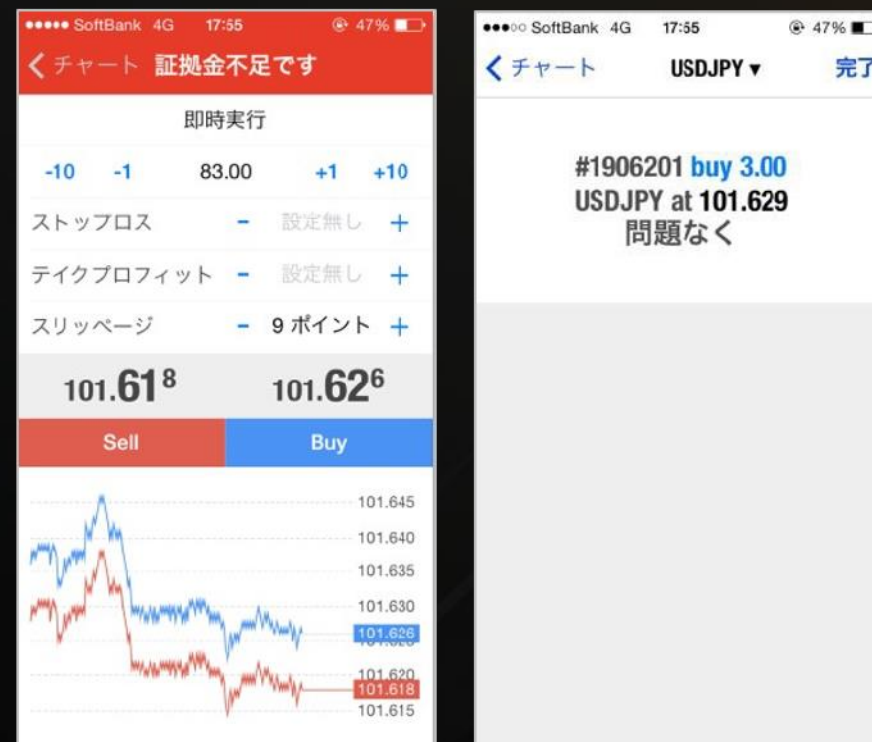 SoftBank 4G 17:55 47%
チャート 証拠金不足です
即時実行
-10 -1 83.00 +1 +10
ストップロス - 設定無し +
テイクプロフィット - 設定無し +
スリッページ - 9 ポイント +
101.618 101.626
Sell Buy
101.645
101.640
101.635
101.630
101.626
101.620
101.618
101.615
SoftBank 4G 17:55 47%
チャート USDJPY ▾ 完了
#1906201 buy 3.00
USDJPY at 101.629
問題なく